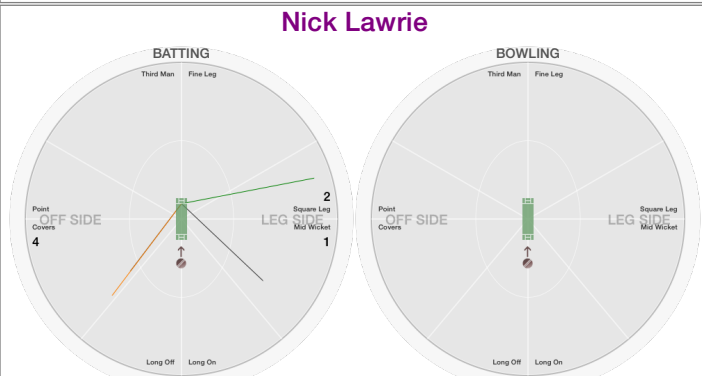 Nick Lawrie
BATTING
Third Man Fine Leg
2
Point
OFF SIDE
Covers
4
Square Leg
LEG SIDE
Mid Wicket
1
Long Off Long On
BOWLING
Third Man Fine Leg
Point
OFF SIDE
Covers
Square Leg
LEG SIDE
Mid Wicket
Long Off Long On